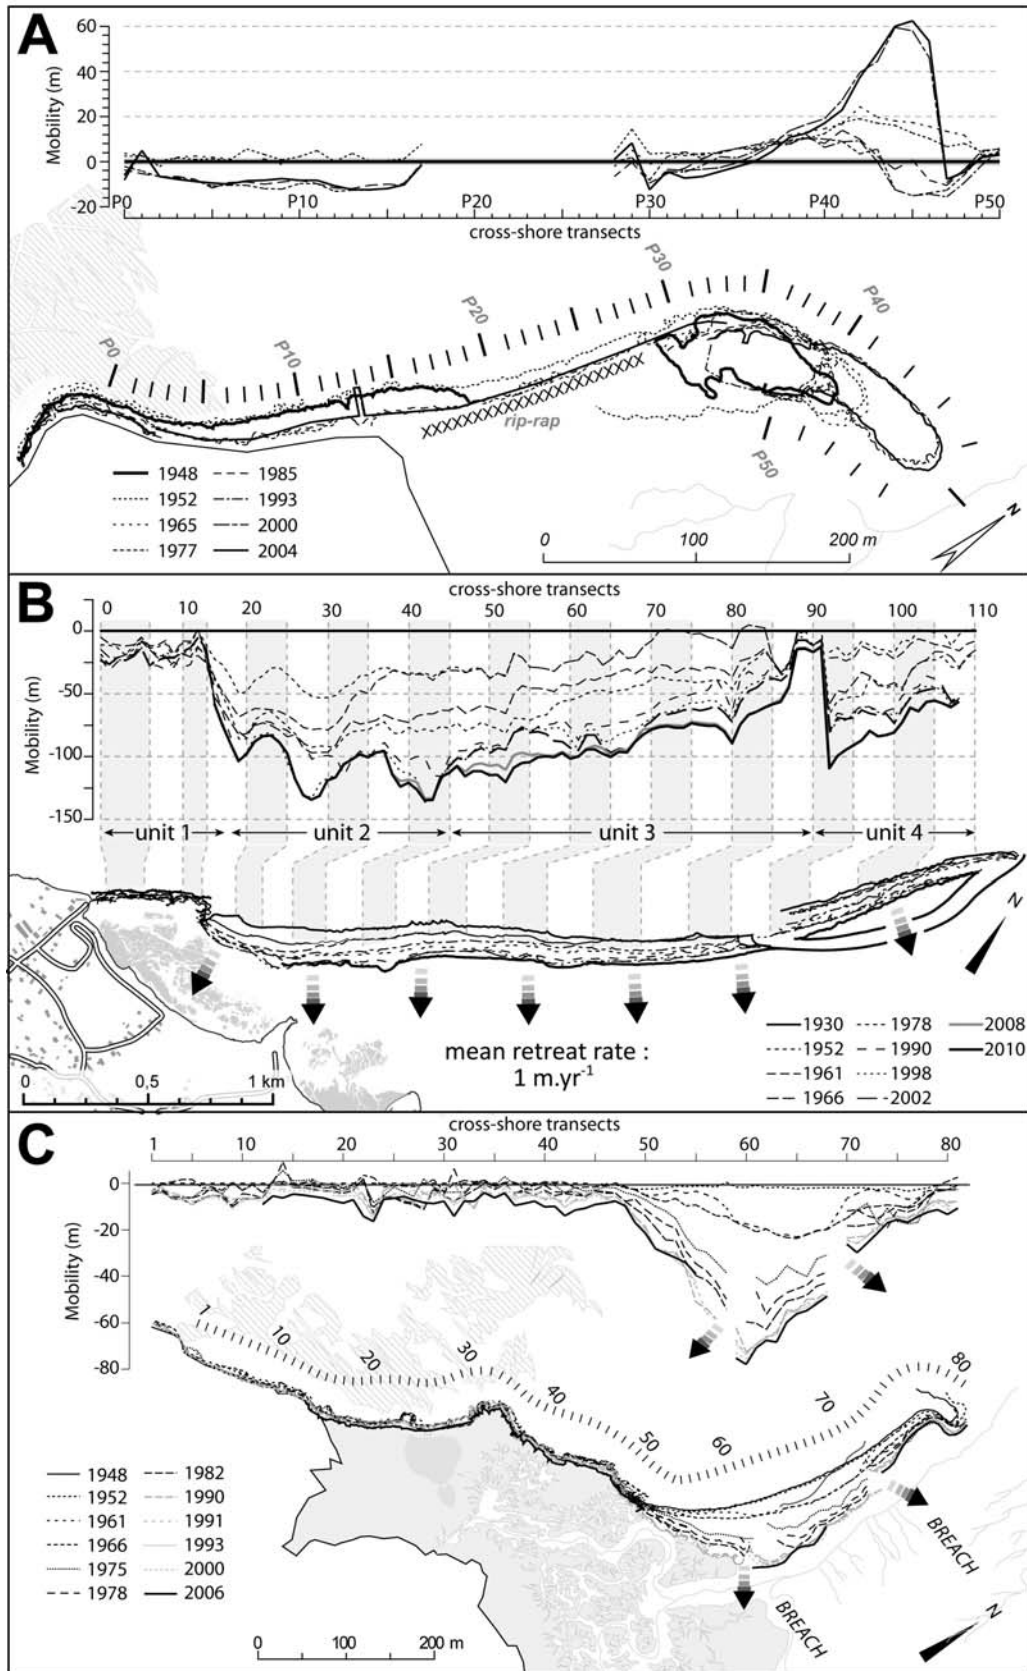 A
Mobility (m)
60
40
20
0
-20
P0
P10
P20
P30
P40
P50
cross-shore transects
P0
P10
P20
P30
P40
P50
rip-rap
1948
1952
1965
1977
1985
1993
2000
2004
0
100
200 m
N
B
cross-shore transects
0 10 20 30 40 50 60 70 80 90 100 110
Mobility (m)
0
-50
-100
-150
unit 1
unit 2
unit 3
unit 4
N
mean retreat rate :
1 m.yr-1
0 0,5 1 km
1930
1952
1961
1966
1978
1990
1998
2002
2008
2010
C
cross-shore transects
1 10 20 30 40 50 60 70 80
Mobility (m)
0
-20
-40
-60
-80
1
10
20
30
40
50
60
70
80
1948
1952
1961
1966
1975
1978
1982
1990
1991
1993
2000
2006
BREACH
BREACH
N
0 100 200 m